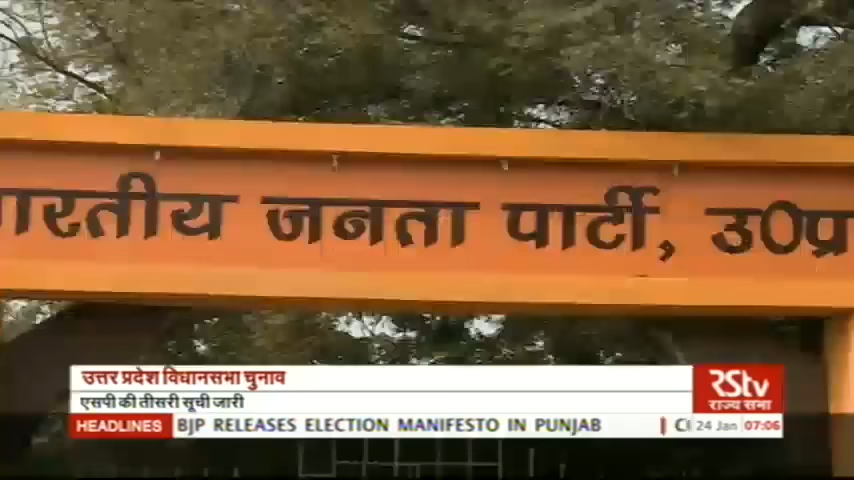 भारतीय जनता पार्टी, उ0प्र
उत्तर प्रदेश विधानसभा चुनाव
एसपी की तीसरी सूची जारी
RStv
राज्य सभा
HEADLINES BJP RELEASES ELECTION MANIFESTO IN PUNJAB 24 Jan 07:06